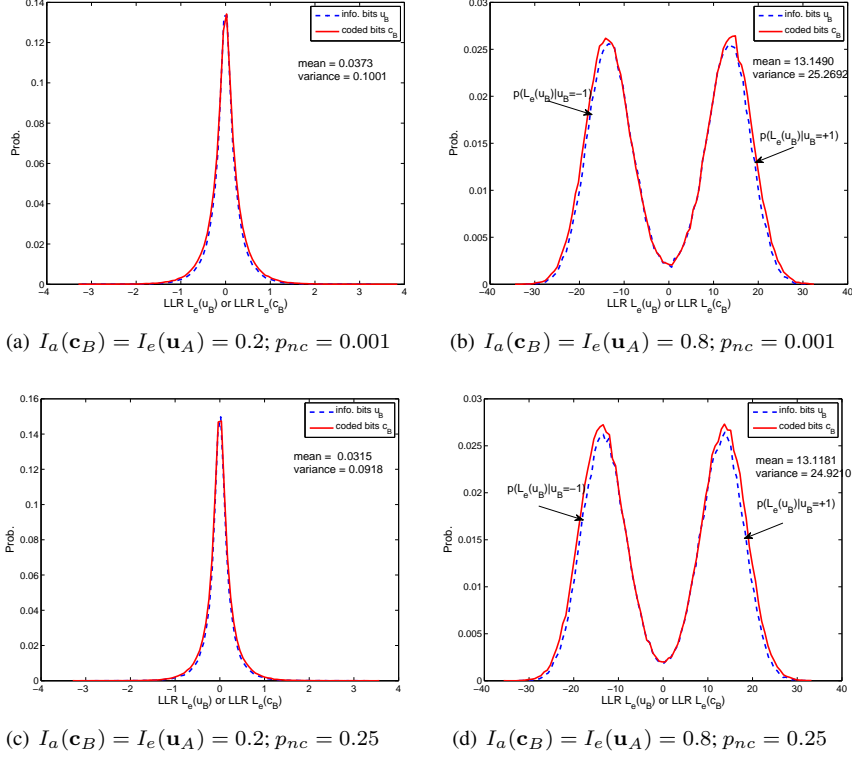 0.14
0.12
0.1
0.08
0.06
0.04
0.02
0
Prob.
−4 −3 −2 −1 0 1 2 3 4
LLR L_e(u_B) or LLR L_e(c_B)
info. bits u_B
coded bits c_B
mean = 0.0373
variance = 0.1001
(a) I_a(c_B) = I_e(u_A) = 0.2; p_nc = 0.001
0.03
0.025
0.02
0.015
0.01
0.005
0
Prob.
−40 −30 −20 −10 0 10 20 30 40
LLR L_e(u_B) or LLR L_e(c_B)
info. bits u_B
coded bits c_B
mean = 13.1490
variance = 25.2692
p(L_e(u_B)|u_B=−1)
p(L_e(u_B)|u_B=+1)
(b) I_a(c_B) = I_e(u_A) = 0.8; p_nc = 0.001
0.16
0.14
0.12
0.1
0.08
0.06
0.04
0.02
0
Prob.
−4 −3 −2 −1 0 1 2 3 4
LLR L_e(u_B) or LLR L_e(c_B)
info. bits u_B
coded bits c_B
mean = 0.0315
variance = 0.0918
(c) I_a(c_B) = I_e(u_A) = 0.2; p_nc = 0.25
0.03
0.025
0.02
0.015
0.01
0.005
0
Prob.
−40 −30 −20 −10 0 10 20 30 40
LLR L_e(u_B) or LLR L_e(c_B)
info. bits u_B
coded bits c_B
mean = 13.1181
variance = 24.9210
p(L_e(u_B)|u_B=−1)
p(L_e(u_B)|u_B=+1)
(d) I_a(c_B) = I_e(u_A) = 0.8; p_nc = 0.25